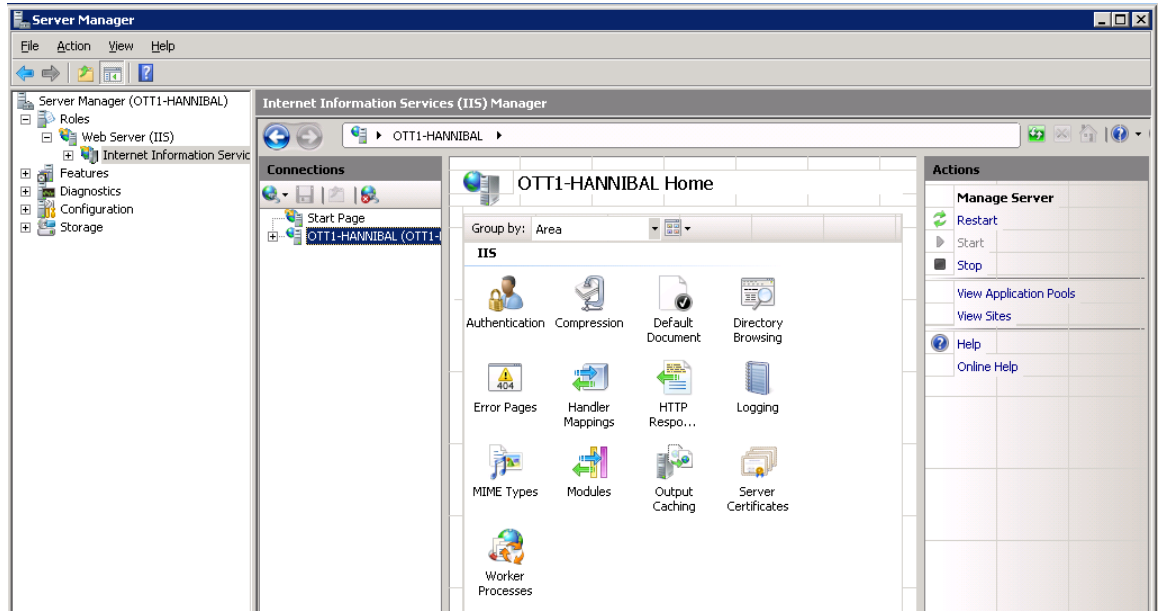 Server Manager
File Action View Help
Server Manager (OTT1-HANNIBAL)
Roles
Web Server (IIS)
Internet Information Servic
Features
Diagnostics
Configuration
Storage
Internet Information Services (IIS) Manager
OTT1-HANNIBAL
Connections
Start Page
OTT1-HANNIBAL (OTT1-
OTT1-HANNIBAL Home
Group by: Area
IIS
Authentication
Compression
Default
Document
Directory
Browsing
Error Pages
404
Handler
Mappings
HTTP
Respo...
Logging
MIME Types
Modules
Output
Caching
Server
Certificates
Worker
Processes
Actions
Manage Server
Restart
Start
Stop
View Application Pools
View Sites
Help
Online Help